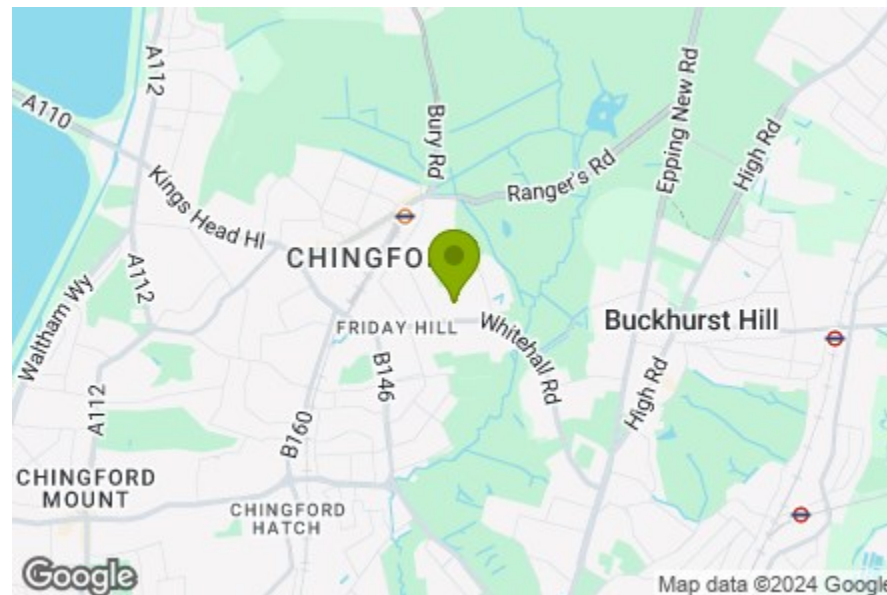 A112
A110
Bury Rd
Epping New Rd
High Rd
Ranger's Rd
Kings Head Hl
CHINGFO
A112
Waltham Wy
FRIDAY HILL
Whitehall Rd
Buckhurst Hill
B146
High Rd
A112
B160
CHINGFORD
MOUNT
CHINGFORD
HATCH
Google
Map data ©2024 Google